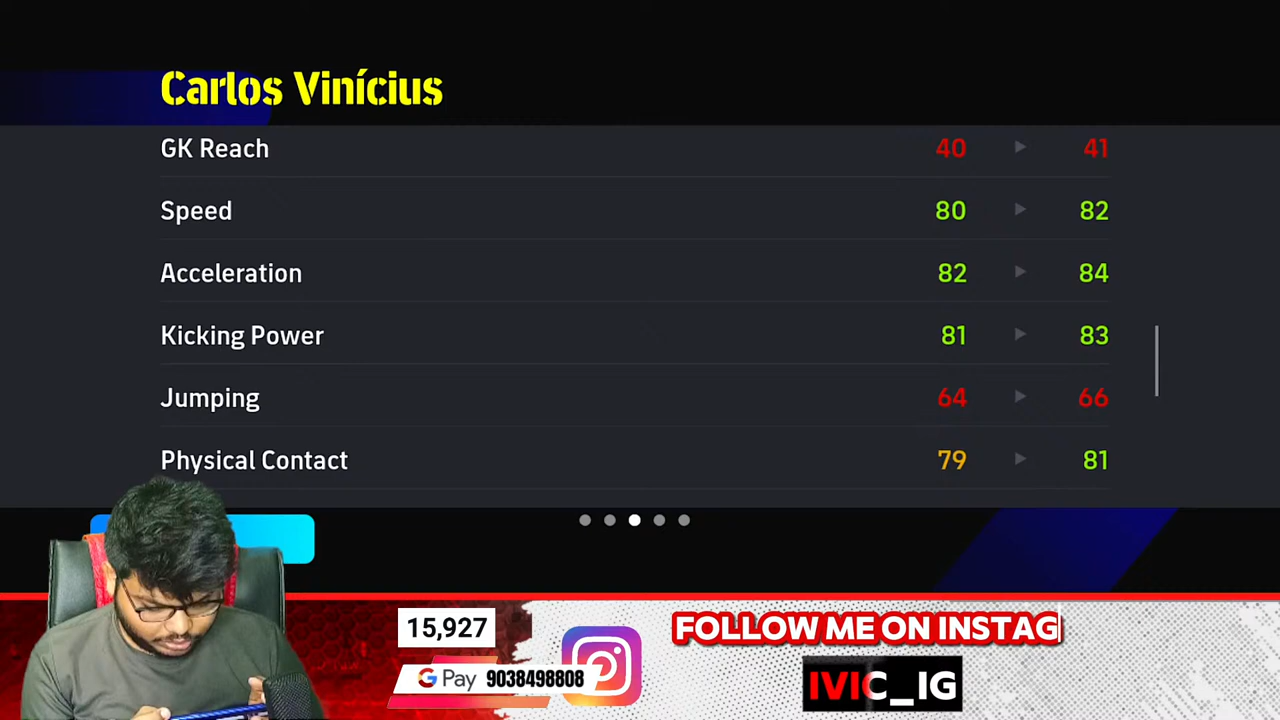 Carlos Vinícius
GK Reach 40 41
Speed 80 82
Acceleration 82 84
Kicking Power 81 83
Jumping 64 66
Physical Contact 79 81
15,927
FOLLOW ME ON INSTAG
G Pay 9038498808
IVIC_IG